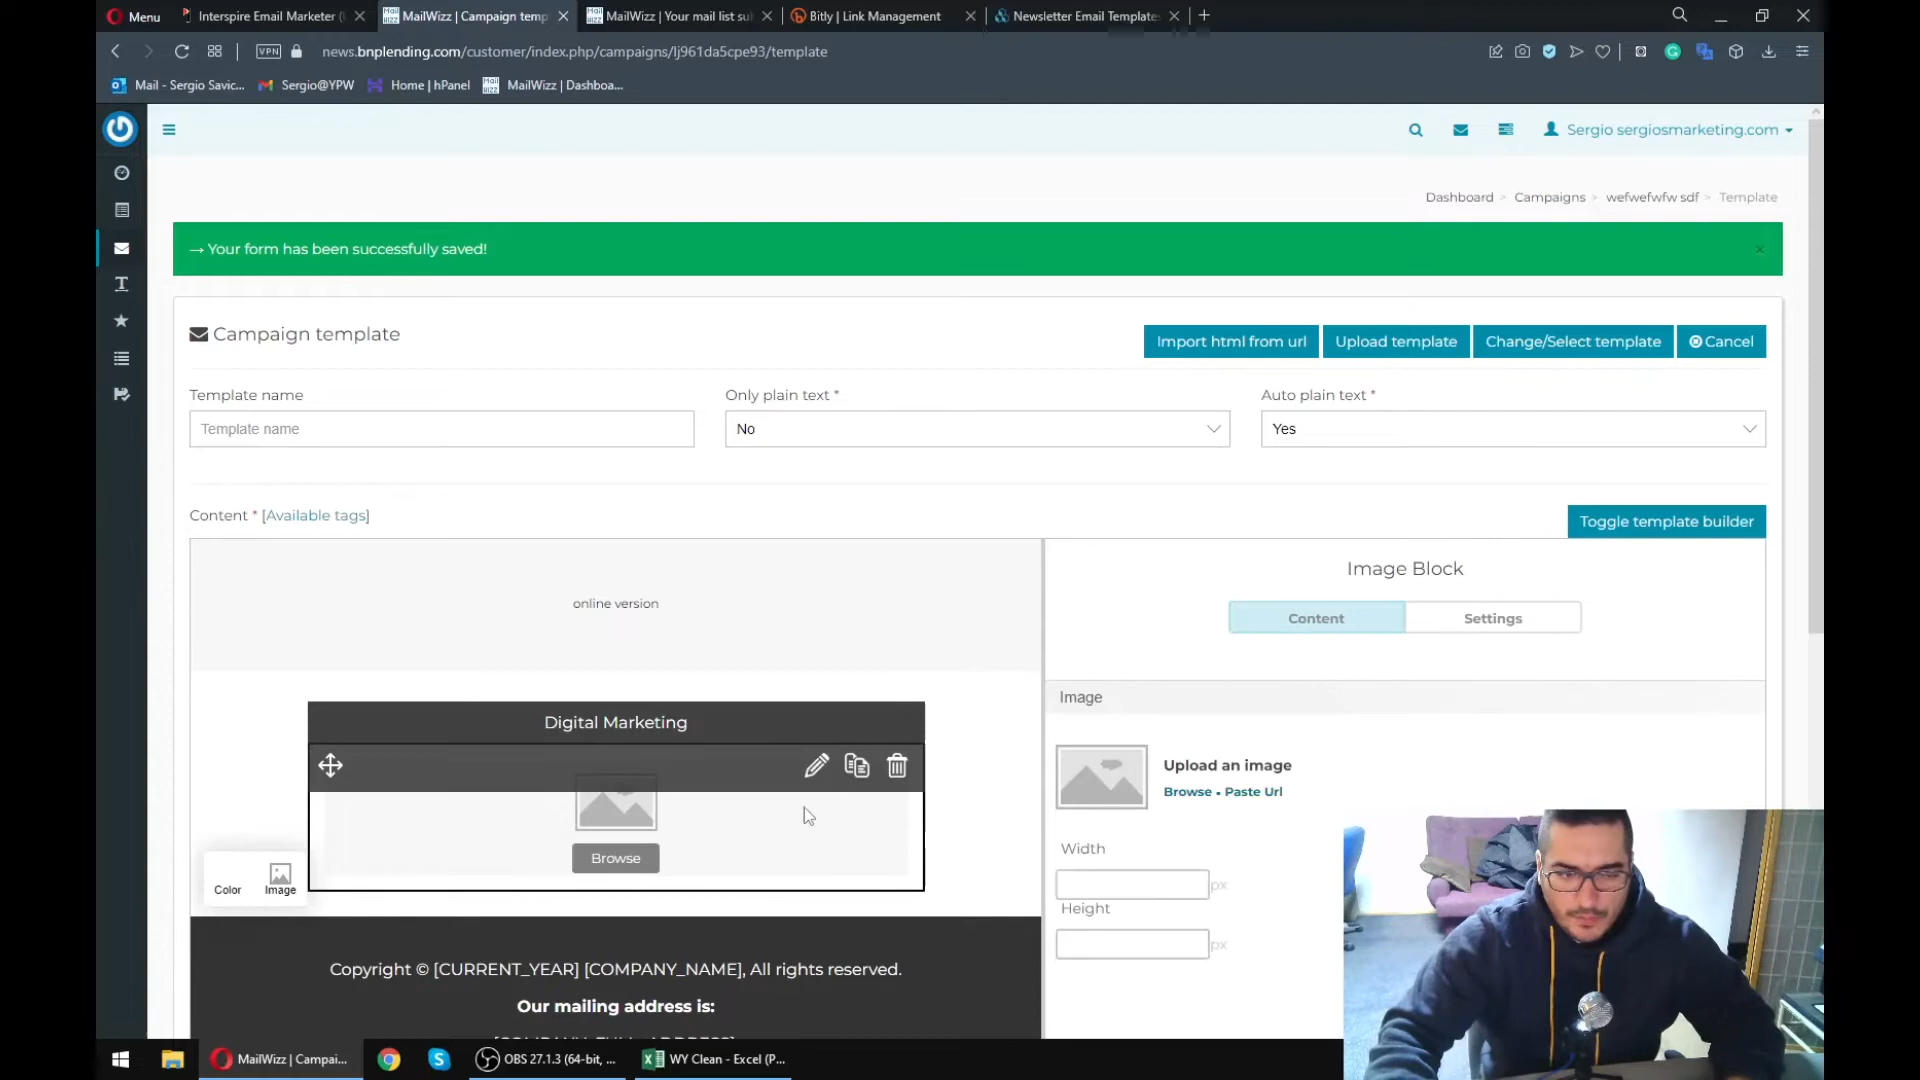 Menu
Interspire Email Marketer (
MailWizz | Campaign temp
MailWizz | Your mail list su
Bitly | Link Management
Newsletter Email Template
VPN
news.bnplending.com/customer/index.php/campaigns/lj961da5cpe93/template
Mail - Sergio Savic...
Sergio@YPW
Home | hPanel
MailWizz | Dashboa...
Sergio sergiosmarketing.com
Dashboard > Campaigns > wefwefwfw sdf > Template
→ Your form has been successfully saved!
×
Campaign template
Import html from url
Upload template
Change/Select template
Cancel
Template name
Only plain text *
Auto plain text *
Template name
No
Yes
Content * [Available tags]
Toggle template builder
Image Block
online version
Content
Settings
Image
Digital Marketing
Upload an image
Browse • Paste Url
Width
px
Browse
Color
Image
Height
px
Copyright © [CURRENT_YEAR] [COMPANY_NAME], All rights reserved.
Our mailing address is:
MailWizz | Campai...
OBS 27.1.3 (64-bit, ...
WY Clean - Excel (P...